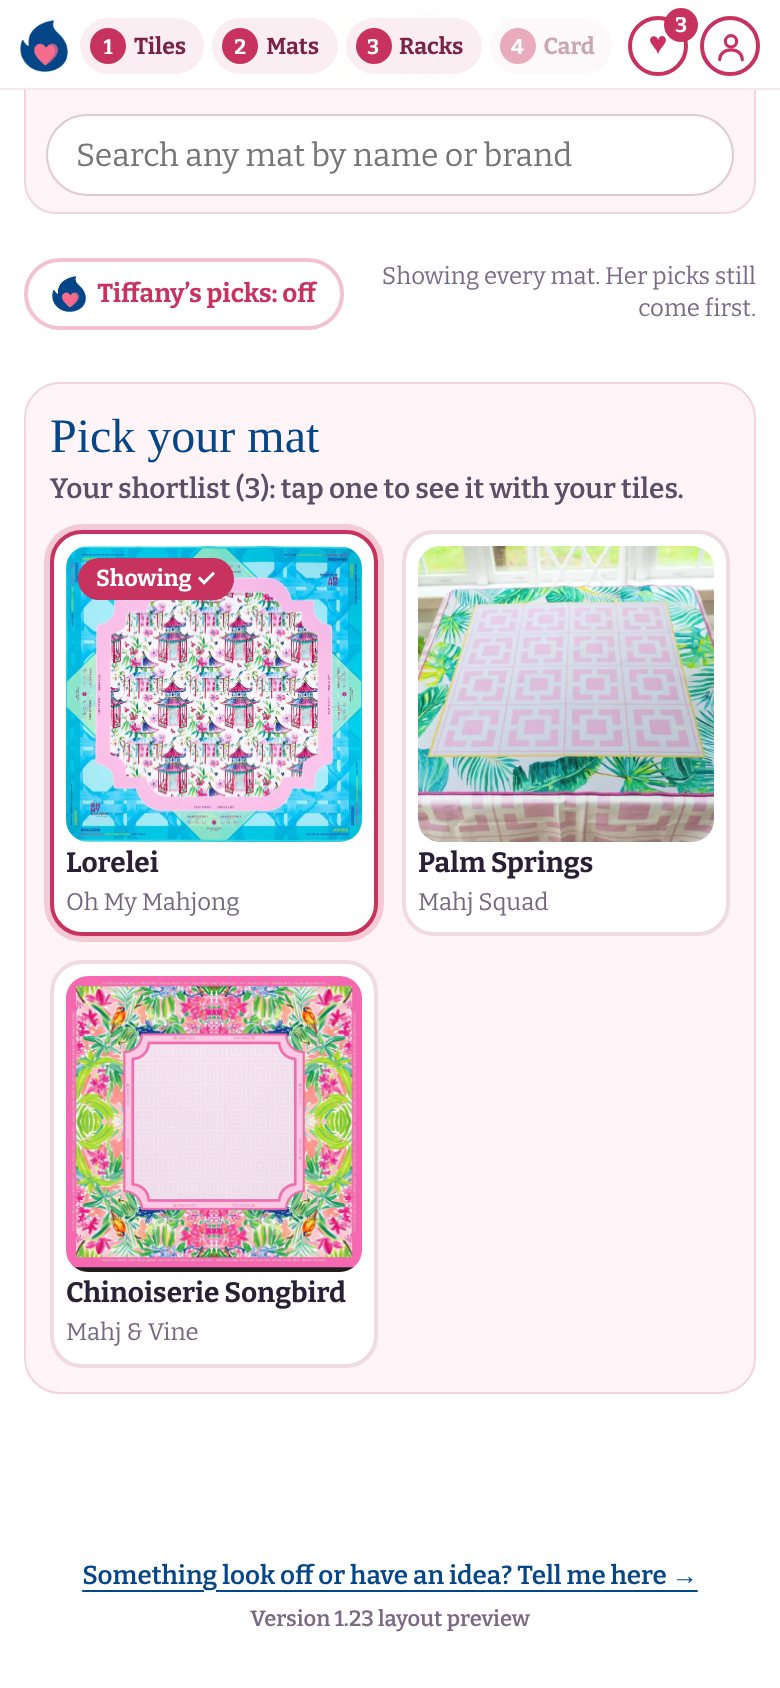 1 Tiles
2 Mats
3 Racks
4 Card
3
Search any mat by name or brand
Tiffany’s picks: off
Showing every mat. Her picks still
come first.
Pick your mat
Your shortlist (3): tap one to see it with your tiles.
Showing ✓
Lorelei
Oh My Mahjong
Palm Springs
Mahj Squad
Chinoiserie Songbird
Mahj & Vine
Something look off or have an idea? Tell me here →
Version 1.23 layout preview